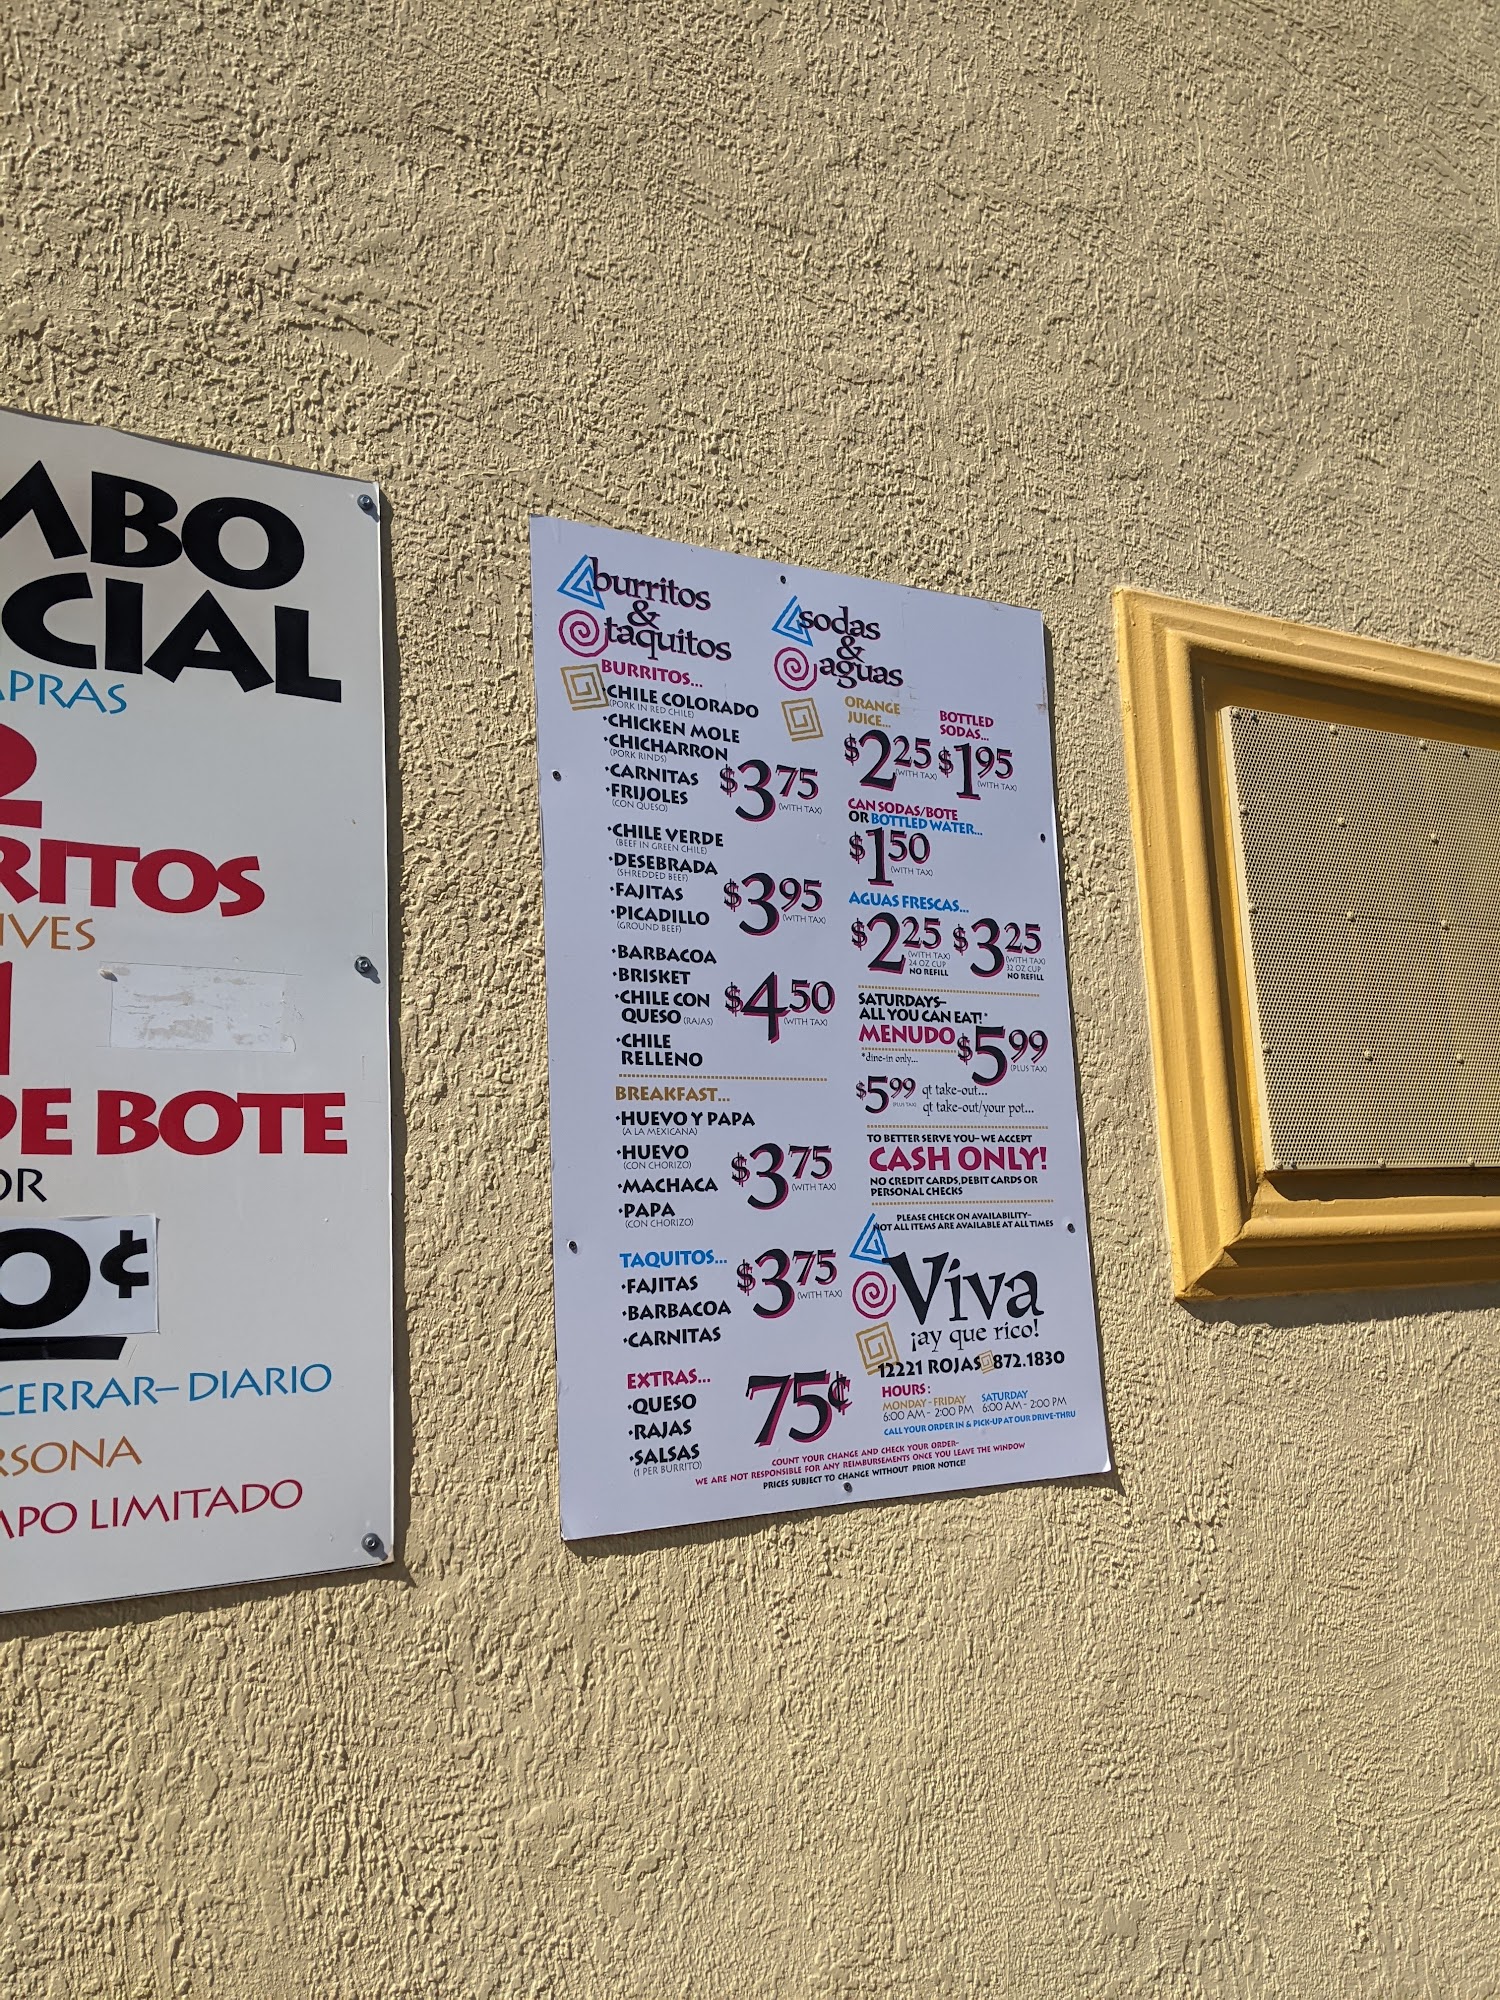 MBO
CIAL
PRAS
2
RITOS
IVES
1
DE BOTE
OR
0¢
CERRAR- DIARIO
RSONA
MPO LIMITADO
burritos
&
taquitos
BURRITOS...
•CHILE COLORADO
(PORK IN RED CHILE)
•CHICKEN MOLE
•CHICHARRON
(PORK RINDS)
•CARNITAS
•FRIJOLES
(CON QUESO)
$3.75
(WITH TAX)
•CHILE VERDE
(BEEF IN GREEN CHILE)
•DESEBRADA
(SHREDDED BEEF)
•FAJITAS
•PICADILLO
(GROUND BEEF)
$3.95
(WITH TAX)
•BARBACOA
•BRISKET
•CHILE CON
QUESO (RAJAS)
•CHILE
RELLENO
$4.50
(WITH TAX)
BREAKFAST...
•HUEVO Y PAPA
(A LA MEXICANA)
•HUEVO
(CON CHORIZO)
•MACHACA
•PAPA
(CON CHORIZO)
$3.75
(WITH TAX)
TAQUITOS...
•FAJITAS
•BARBACOA
•CARNITAS
$3.75
(WITH TAX)
EXTRAS...
•QUESO
•RAJAS
•SALSAS
(1 PER BURRITO)
75¢
sodas
&
aguas
ORANGE
JUICE...
$2.25
(WITH TAX)
BOTTLED
SODAS...
$1.95
(WITH TAX)
CAN SODAS/BOTE
OR BOTTLED WATER...
$1.50
(WITH TAX)
AGUAS FRESCAS...
$2.25
(WITH TAX)
24 OZ CUP
NO REFILL
$3.25
(WITH TAX)
32 OZ CUP
NO REFILL
SATURDAYS-
ALL YOU CAN EAT!*
MENUDO
$5.99
(PLUS TAX)
*dine-in only...
$5.99
(PLUS TAX)
qt take-out...
qt take-out/your pot...
TO BETTER SERVE YOU- WE ACCEPT
CASH ONLY!
NO CREDIT CARDS, DEBIT CARDS OR
PERSONAL CHECKS
PLEASE CHECK ON AVAILABILITY-
NOT ALL ITEMS ARE AVAILABLE AT ALL TIMES
Viva
¡ay que rico!
12221 ROJAS 872.1830
HOURS:
MONDAY - FRIDAY
6:00 AM - 2:00 PM
SATURDAY
6:00 AM - 2:00 PM
CALL YOUR ORDER IN & PICK-UP AT OUR DRIVE-THRU
COUNT YOUR CHANGE AND CHECK YOUR ORDER-
WE ARE NOT RESPONSIBLE FOR ANY REIMBURSEMENTS ONCE YOU LEAVE THE WINDOW
PRICES SUBJECT TO CHANGE WITHOUT PRIOR NOTICE!